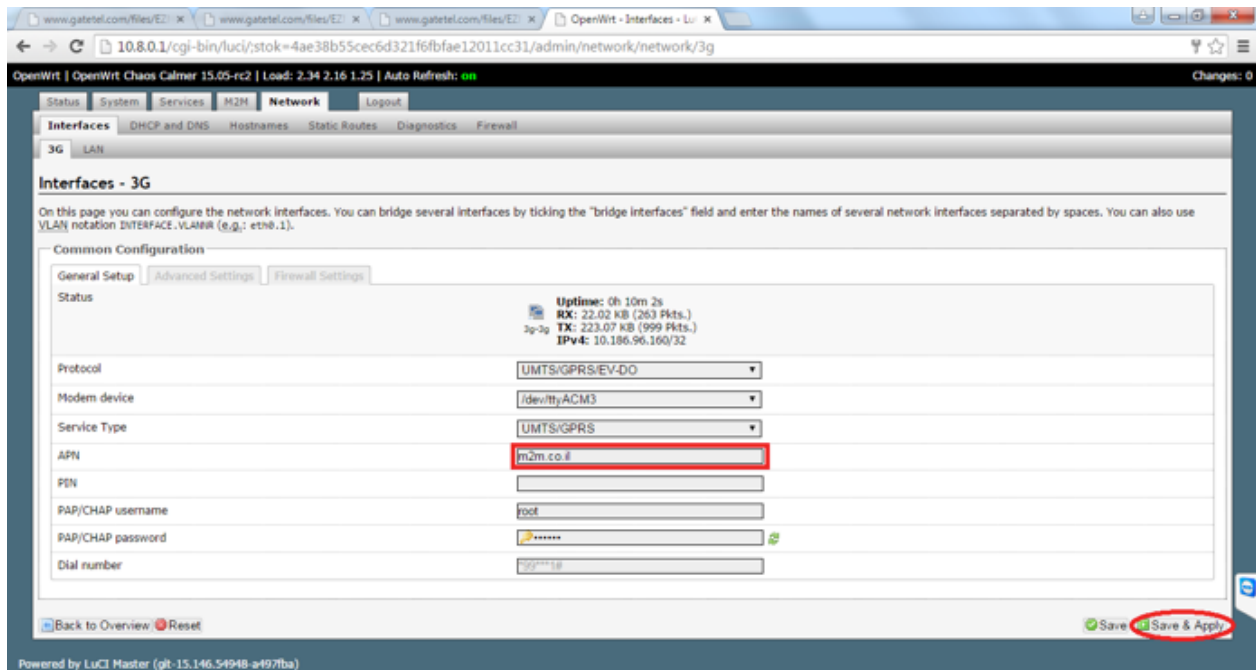 www.gatetel.com/files/EZI
www.gatetel.com/files/EZI
www.gatetel.com/files/EZI
OpenWrt - Interfaces - Lu
10.8.0.1/cgi-bin/luci/;stok=4ae38b55cec6d321f6fbfae12011cc31/admin/network/network/3g
OpenWrt | OpenWrt Chaos Calmer 15.05-rc2 | Load: 2.34 2.16 1.25 | Auto Refresh: on Changes: 0
Status System Services M2M Network Logout
Interfaces DHCP and DNS Hostnames Static Routes Diagnostics Firewall
3G LAN
Interfaces - 3G
On this page you can configure the network interfaces. You can bridge several interfaces by ticking the "bridge interfaces" field and enter the names of several network interfaces separated by spaces. You can also use
VLAN notation INTERFACE.VLANNR (e.g.: eth0.1).
Common Configuration
General Setup Advanced Settings Firewall Settings
Status
Uptime: 0h 10m 2s
RX: 22.02 KB (263 Pkts.)
3g-3g TX: 223.07 KB (999 Pkts.)
IPv4: 10.186.96.160/32
Protocol UMTS/GPRS/EV-DO
Modem device /dev/ttyACM3
Service Type UMTS/GPRS
APN m2m.co.il
PIN
PAP/CHAP username root
PAP/CHAP password ••••••
Dial number *99***1#
Back to Overview Reset Save Save & Apply
Powered by LuCI Master (git-15.146.54948-a497fba)